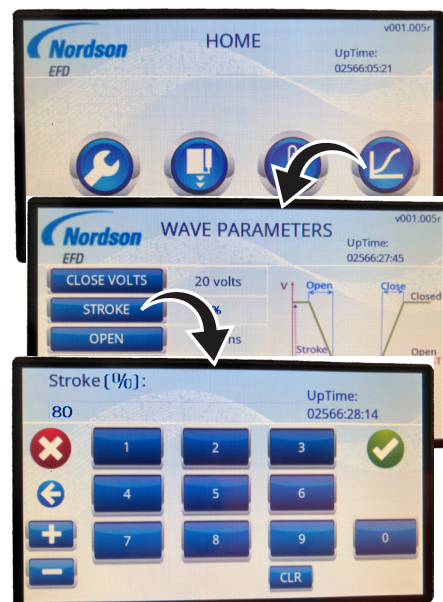 v001.005r
Nordson
EFD
HOME
UpTime:
02566:05:21
v001.005r
Nordson
EFD
WAVE PARAMETERS
UpTime:
02566:27:45
CLOSE VOLTS
20 volts
STROKE
%
OPEN
V
Open
Close
Closed
Stroke
Open
Stroke (%):
80
UpTime:
02566:28:14
1
2
3
4
5
6
7
8
9
0
CLR